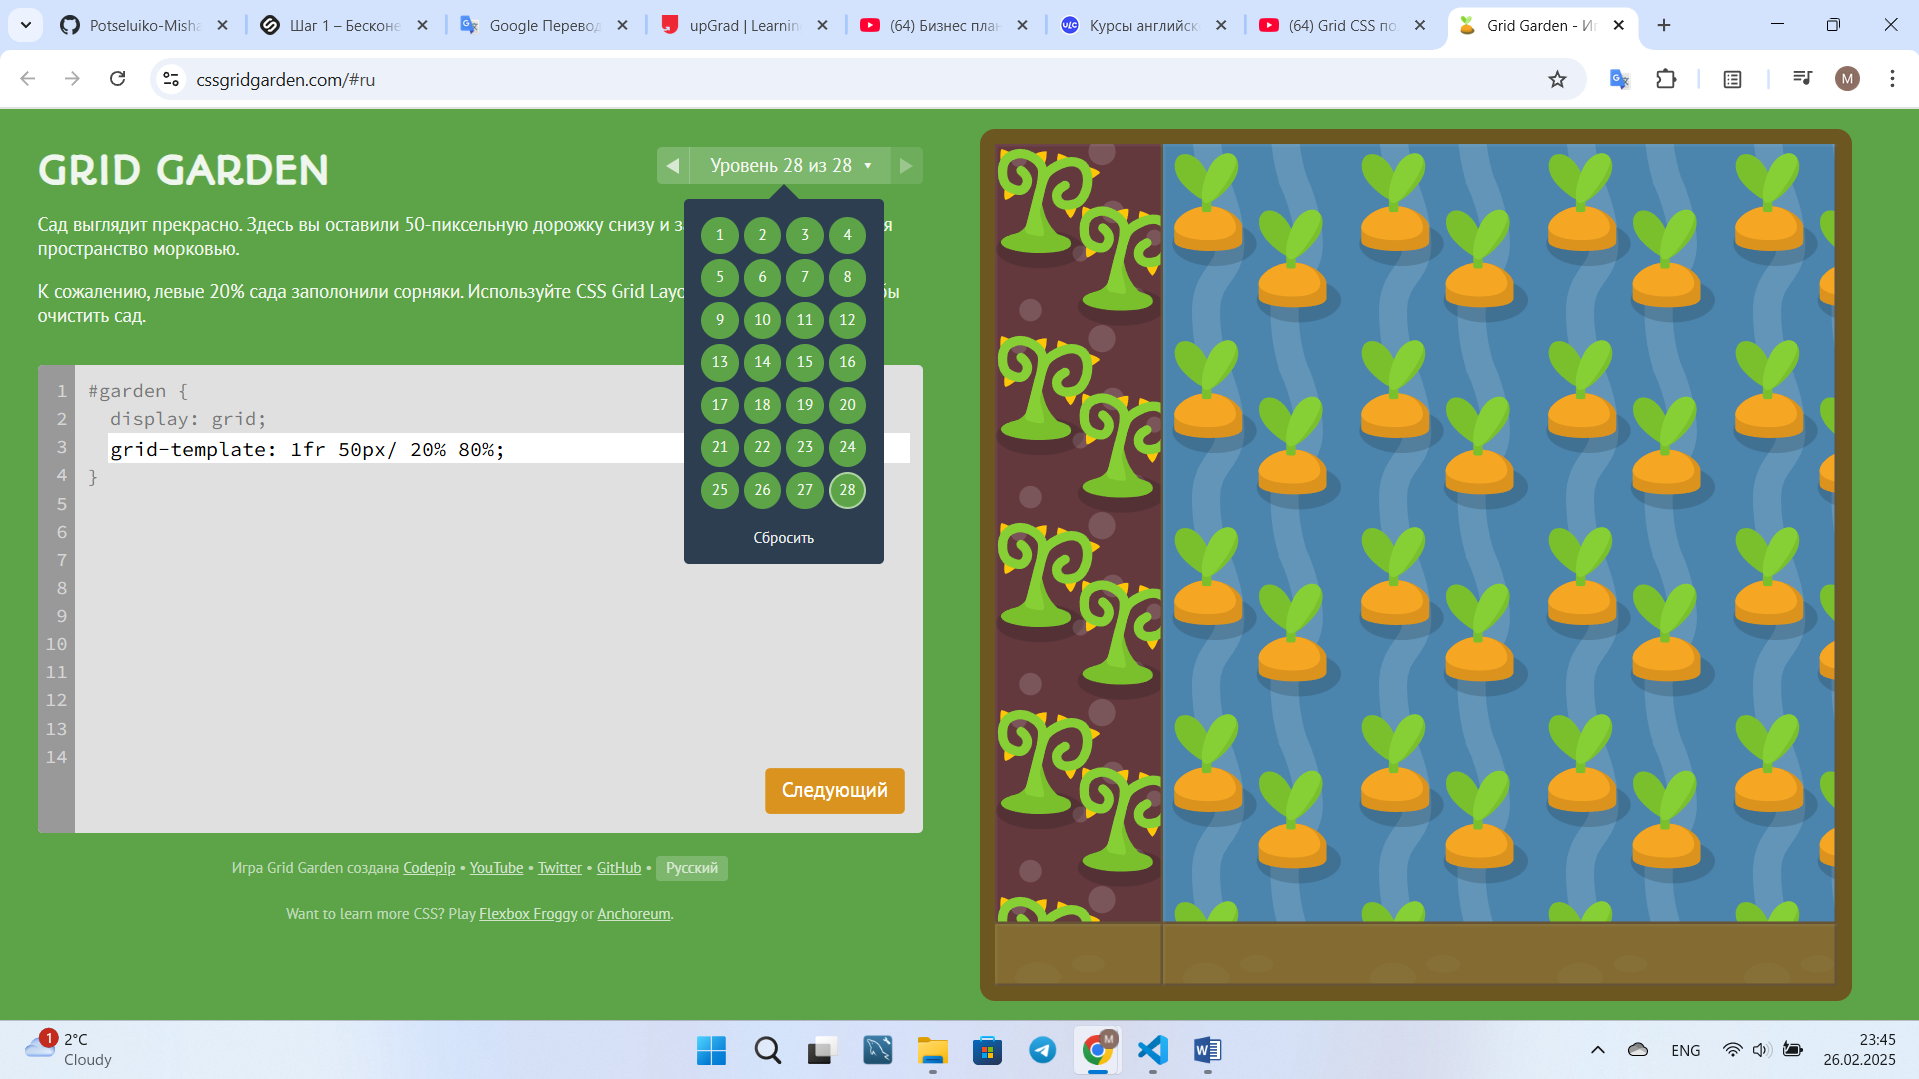 Potseluiko-Misha
Шаг 1 – Бесконе
Google Перевод
upGrad | Learnin
(64) Бизнес план
Курсы английск
(64) Grid CSS по
Grid Garden - И
cssgridgarden.com/#ru
M
GRID GARDEN
Уровень 28 из 28
Сад выглядит прекрасно. Здесь вы оставили 50-пиксельную дорожку снизу и за
я
пространство морковью.
К сожалению, левые 20% сада заполонили сорняки. Используйте CSS Grid Layo
бы
очистить сад.
1 2 3 4
5 6 7 8
9 10 11 12
13 14 15 16
17 18 19 20
21 22 23 24
25 26 27 28
Сбросить
1 #garden {
2 display: grid;
3 grid-template: 1fr 50px/ 20% 80%;
4 }
5
6
7
8
9
10
11
12
13
14
Следующий
Игра Grid Garden создана Codepip • YouTube • Twitter • GitHub • Русский
Want to learn more CSS? Play Flexbox Froggy or Anchoreum.
1
2°C
Cloudy
M
ENG
23:45
26.02.2025